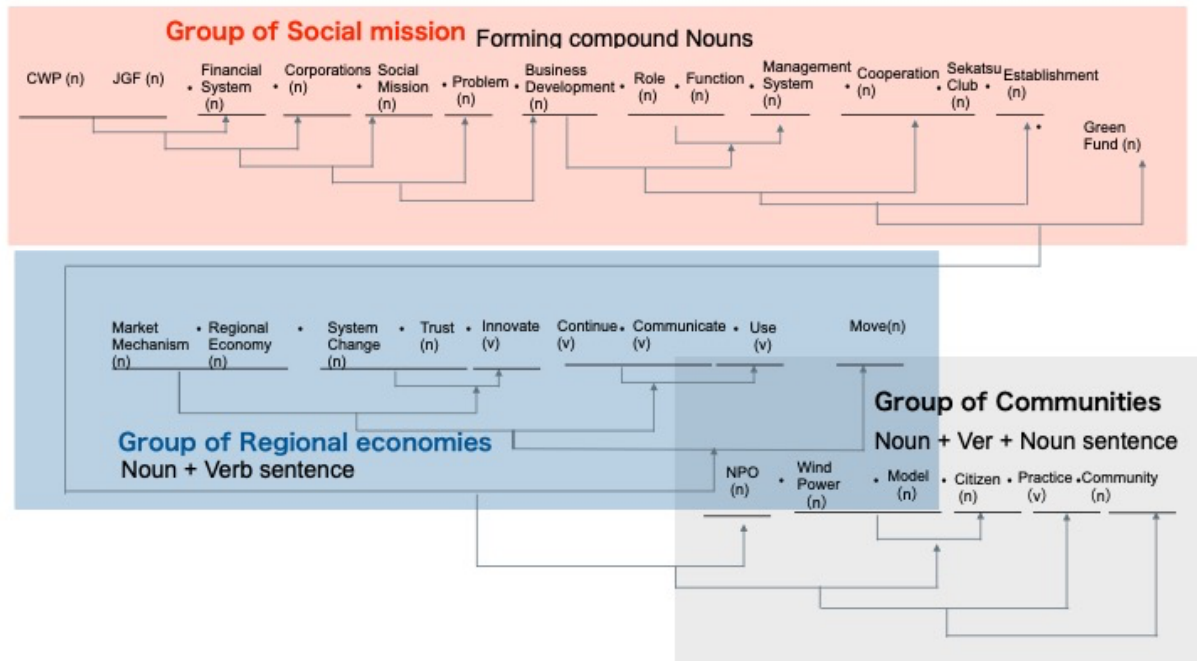 Group of Social mission Forming compound Nouns
CWP (n) JGF (n) • Financial System (n) • Corporations (n) • Social Mission (n) • Problem (n) • Business Development (n) • Role (n) • Function (n) • Management System (n) • Cooperation (n) • Sekatsu Club (n) • Establishment (n) •
Green
Fund (n)
Market Mechanism (n) • Regional Economy (n) • System Change (n) • Trust (n) • Innovate (v) Continue (v) • Communicate (v) • Use (v) Move(n)
Group of Communities
Noun + Ver + Noun sentence
Group of Regional economies
Noun + Verb sentence
NPO (n) • Wind Power (n) • Model (n) • Citizen (n) • Practice (v) • Community (n)